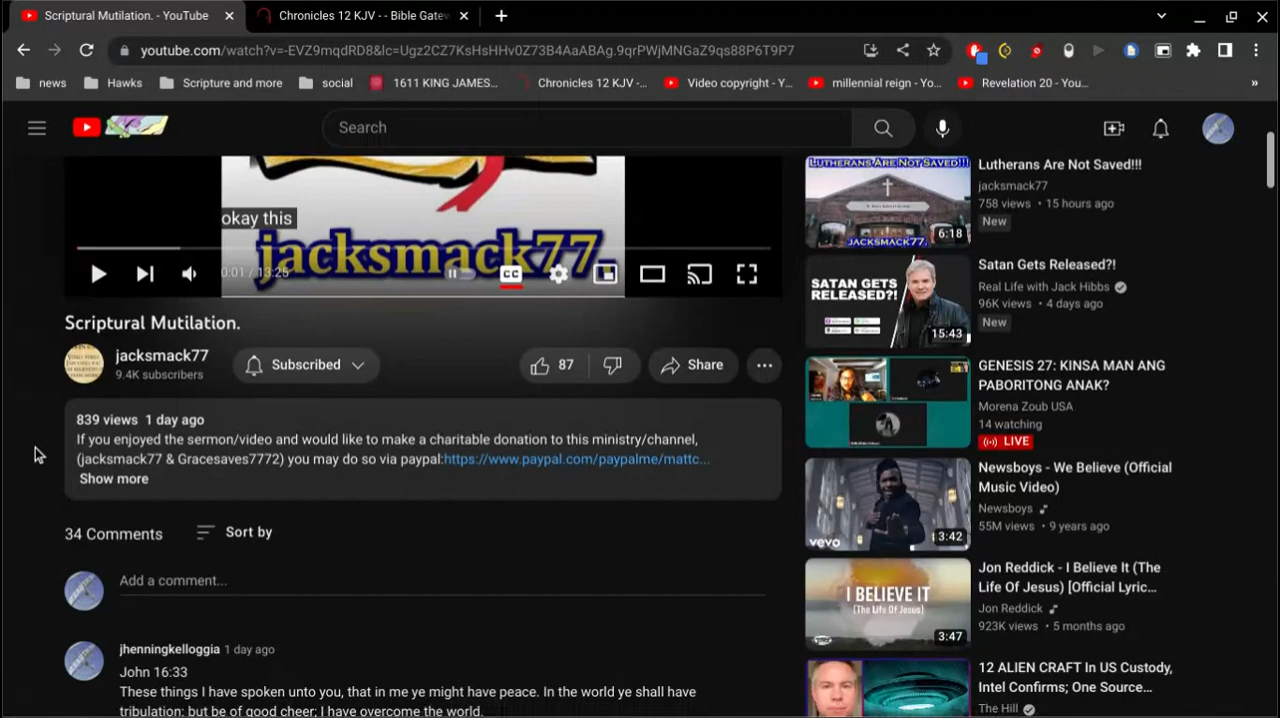 Scriptural Mutilation. - YouTube
Chronicles 12 KJV - - Bible Gatew
youtube.com/watch?v=-EVZ9mqdRD8&lc=Ugz2CZ7KsHsHHv0Z73B4AaABAg.9qrPWjMNGaZ9qs88P6T9P7
news
Hawks
Scripture and more
social
1611 KING JAMES...
Chronicles 12 KJV -...
Video copyright - Y...
millennial reign - Yo...
Revelation 20 - You...
»
Search
okay this
jacksmack77.
0:01 / 13:25
CC
Scriptural Mutilation.
jacksmack77
9.4K subscribers
Subscribed
87
Share
839 views 1 day ago
If you enjoyed the sermon/video and would like to make a charitable donation to this ministry/channel,
(jacksmack77 & Gracesaves7772) you may do so via paypal:https://www.paypal.com/paypalme/mattc...
Show more
34 Comments
Sort by
Add a comment...
jhenningkelloggia 1 day ago
John 16:33
These things I have spoken unto you, that in me ye might have peace. In the world ye shall have
tribulation: but be of good cheer; I have overcome the world.
LUTHERANS ARE NOT SAVED!!!
JACKSMACK77.
6:18
Lutherans Are Not Saved!!!
jacksmack77
758 views • 15 hours ago
New
SATAN GETS
RELEASED?!
15:43
Satan Gets Released?!
Real Life with Jack Hibbs
96K views • 4 days ago
New
GENESIS 27: KINSA MAN ANG
PABORITONG ANAK?
Morena Zoub USA
14 watching
LIVE
vevo
3:42
Newsboys - We Believe (Official
Music Video)
Newsboys
55M views • 9 years ago
I BELIEVE IT
(The Life Of Jesus)
3:47
Jon Reddick - I Believe It (The
Life Of Jesus) [Official Lyric...
Jon Reddick
923K views • 5 months ago
12 ALIEN CRAFT In US Custody,
Intel Confirms; One Source...
The Hill